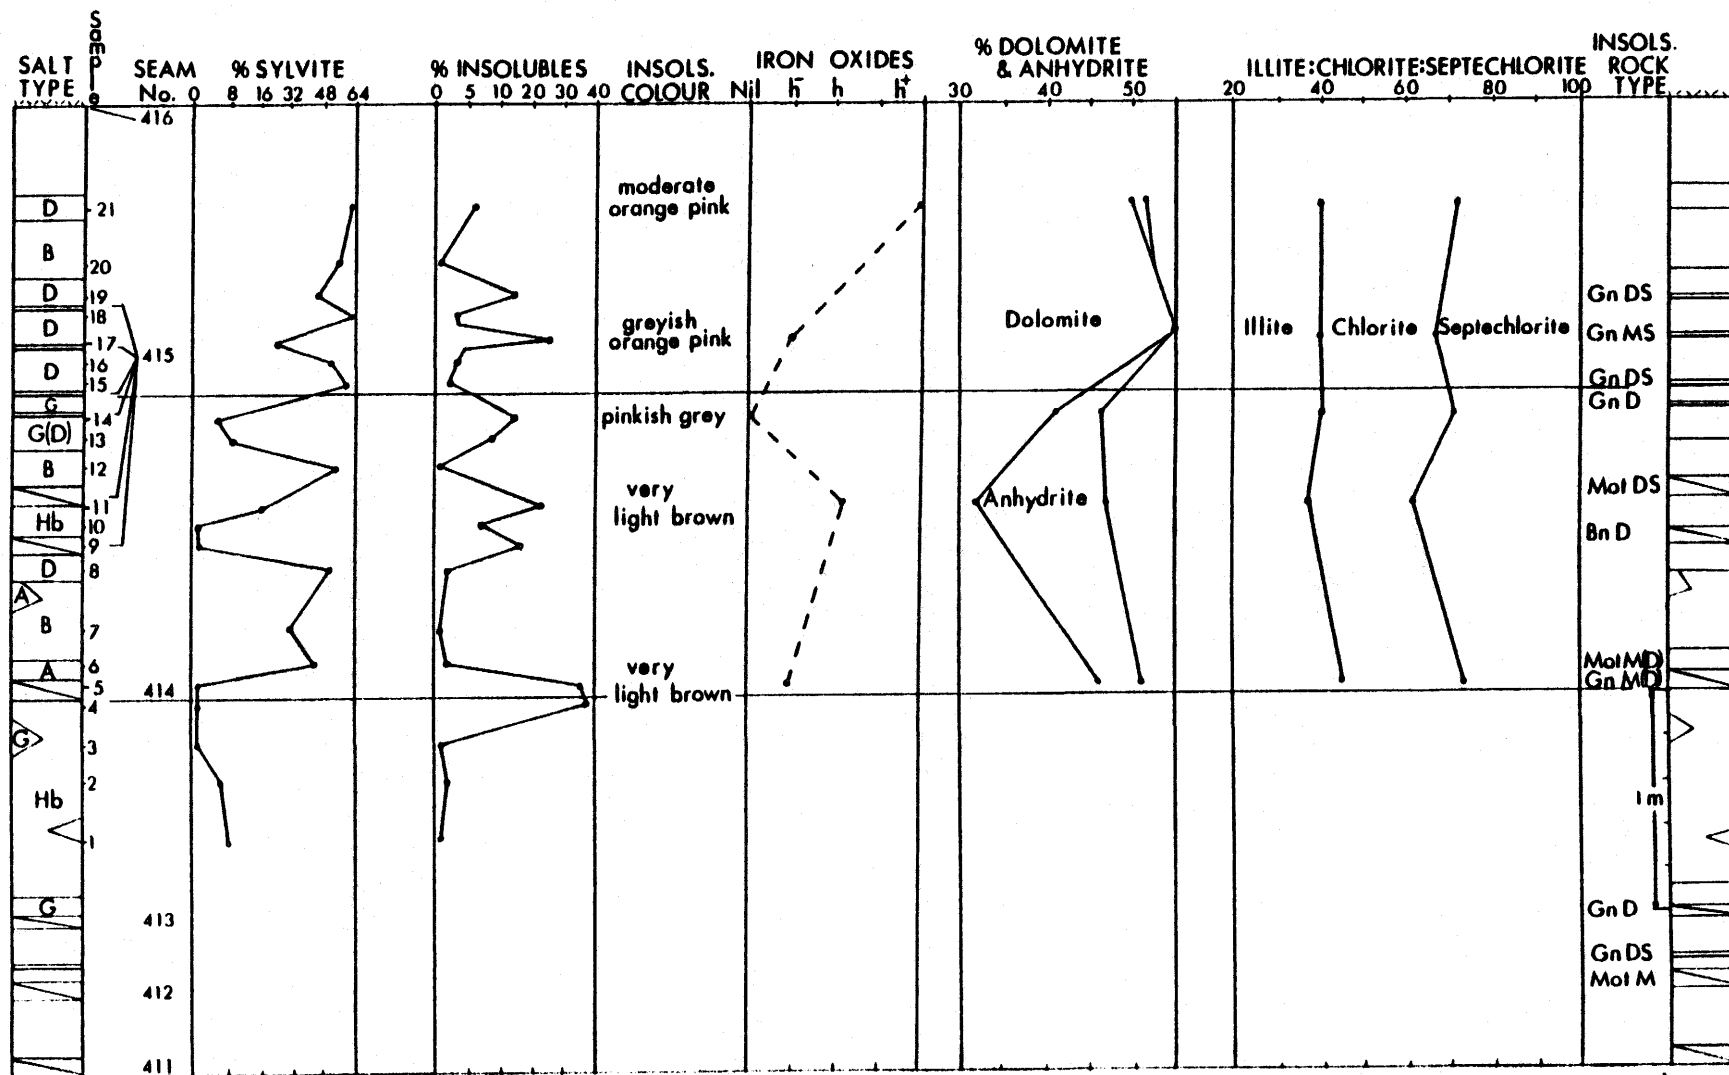 Sample
SALT TYPE
SEAM No.
% SYLVITE
0 8 16 32 48 64
% INSOLUBLES
0 5 10 20 30 40
INSOLS. COLOUR
IRON OXIDES
Nil h⁻ h h⁺
% DOLOMITE & ANHYDRITE
30 40 50
ILLITE:CHLORITE:SEPTECHLORITE
20 40 60 80 100
INSOLS. ROCK TYPE
416
moderate
orange pink
D 21
B
20
D 19
Gn DS
18
D
greyish
orange pink
Dolomite
Illite Chlorite Septechlorite
Gn MS
17
415
16
D
15
Gn DS
G
Gn D
14
pinkish grey
G(D)
13
B 12
very
light brown
Anhydrite
Mot DS
11
Hb
10
Bn D
9
D 8
A
B 7
A 6
very
light brown
Mot M(D)
5
414
Gn M(D)
4
G
3
2
Hb
1 m
1
G
413
Gn D
Gn DS
412
Mot M
411